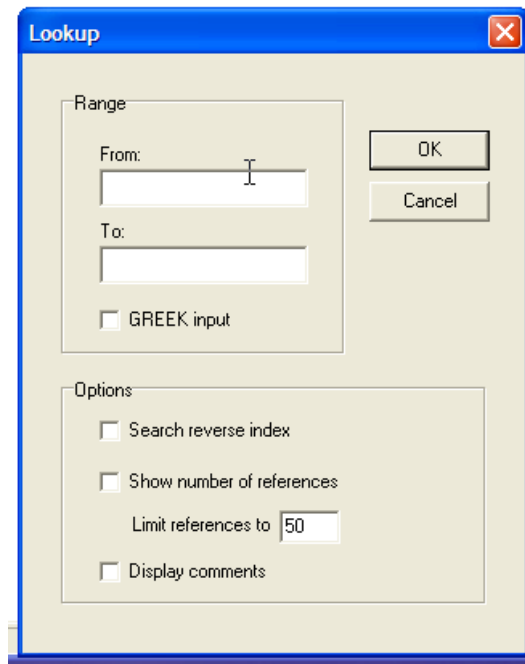 Lookup
Range
From:
To:
GREEK input
OK
Cancel
Options
Search reverse index
Show number of references
Limit references to 50
Display comments